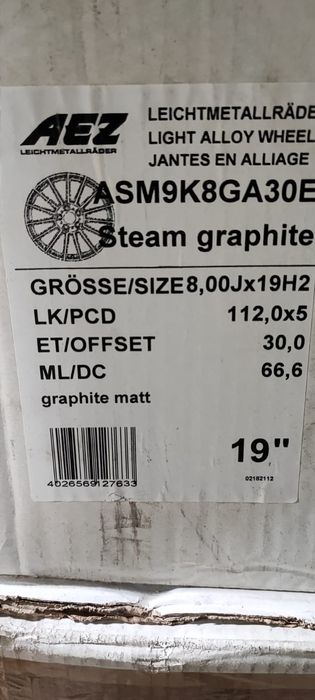 AEZ
LEICHTMETALLRÄDER
LEICHTMETALLRÄDE
LIGHT ALLOY WHEEL
JANTES EN ALLIAGE
ASM9K8GA30E
Steam graphite
GRÖSSE/SIZE 8,00Jx19H2
LK/PCD 112,0x5
ET/OFFSET 30,0
ML/DC 66,6
graphite matt
4026569127633
19"
02182112